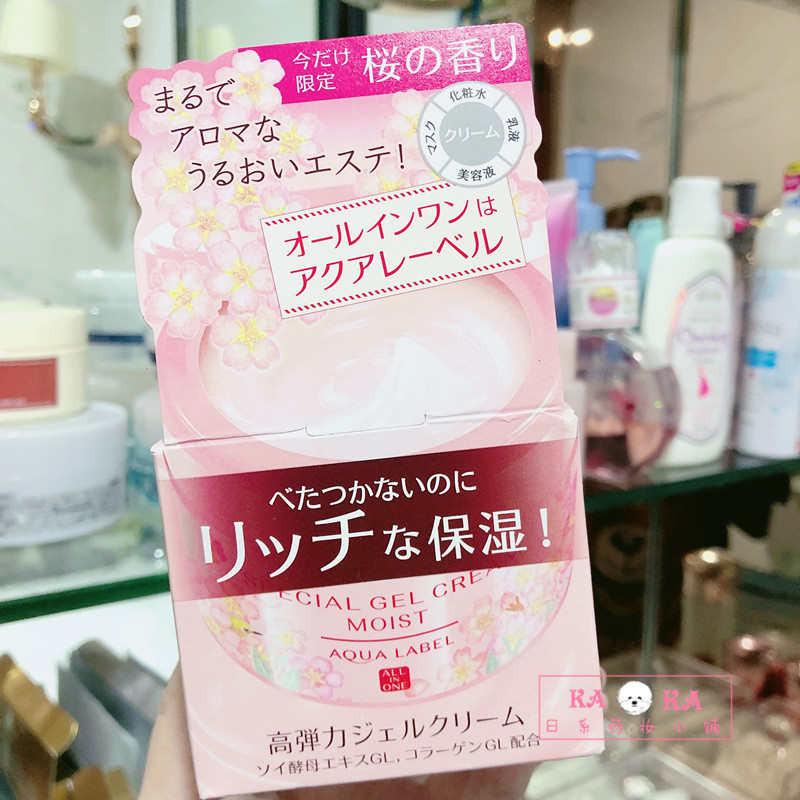 今だけ
限定
桜の香り
まるで
アロマな
うるおいエステ!
化粧水
乳液
美容液
マスク
クリーム
オールインワンは
アクアレーベル
べたつかないのに
リッチな保湿!
SPECIAL GEL CREAM
MOIST
AQUA LABEL
ALL
IN
ONE
高弾力ジェルクリーム
ソイ酵母エキスGL, コラーゲンGL配合
KA KA
日系药妆小铺